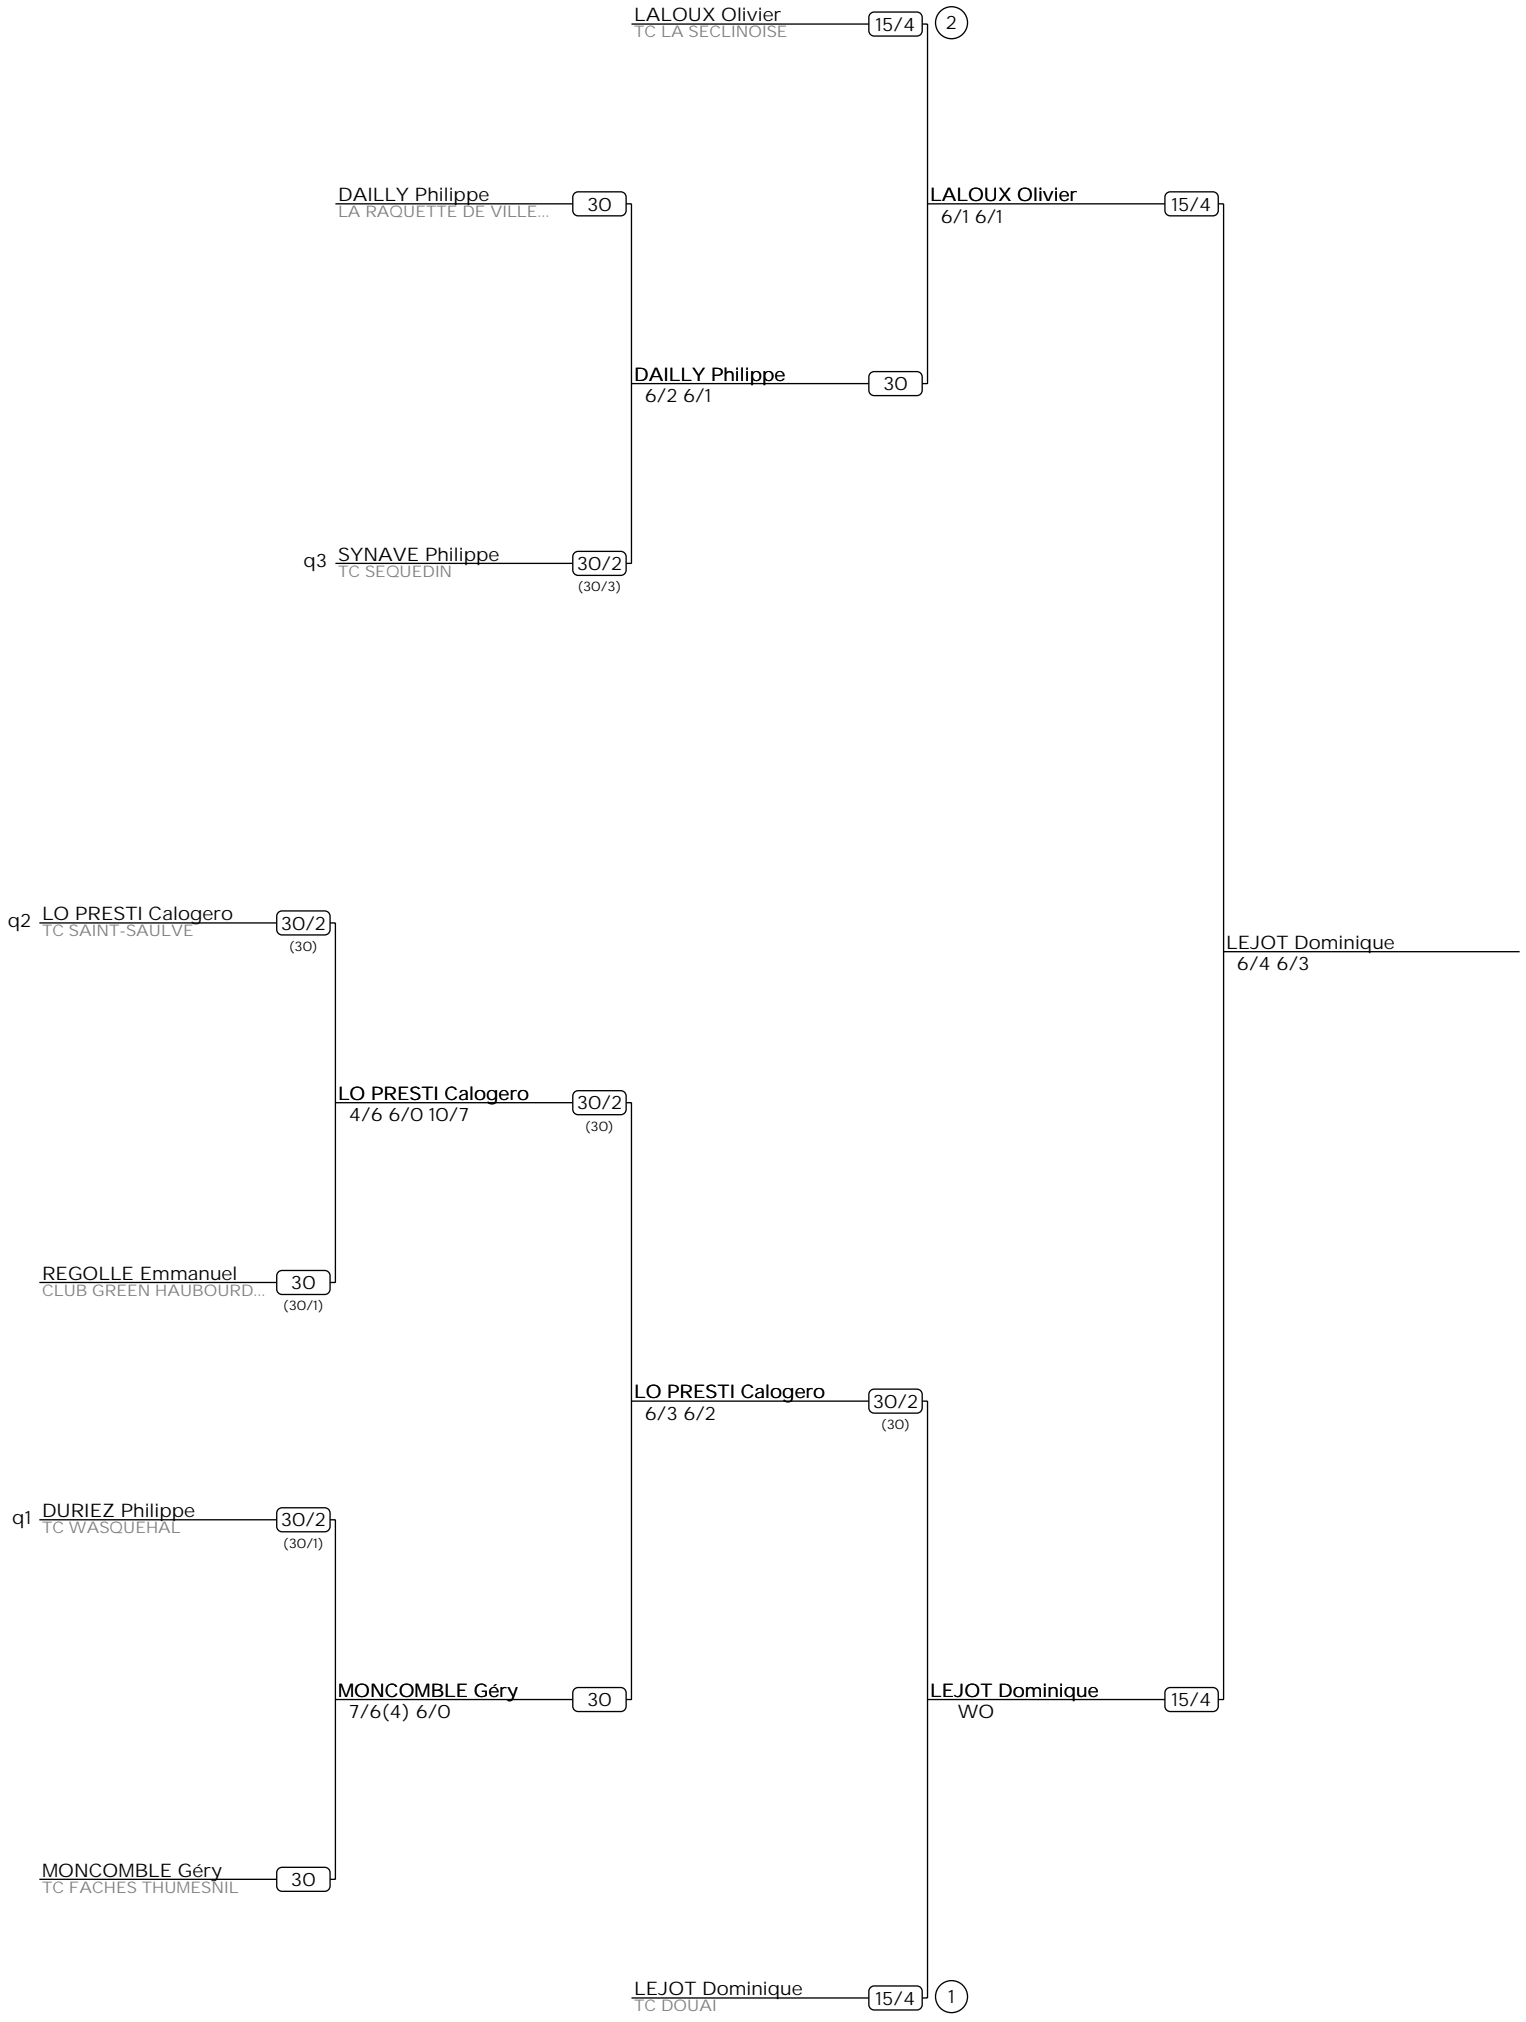 LALOUX Olivier 15/4 2
TC LA SECLINOISE
DAILLY Philippe 30
LA RAQUETTE DE VILLE...
LALOUX Olivier 15/4
6/1 6/1
DAILLY Philippe 30
6/2 6/1
q3 SYNAVE Philippe 30/2
TC SEQUEDIN
(30/3)
q2 LO PRESTI Calogero 30/2
TC SAINT-SAULVE
(30)
LEJOT Dominique
6/4 6/3
LO PRESTI Calogero 30/2
4/6 6/0 10/7
(30)
REGOLLE Emmanuel 30
CLUB GREEN HAUBOURD...
(30/1)
LO PRESTI Calogero 30/2
6/3 6/2
(30)
q1 DURIEZ Philippe 30/2
TC WASQUEHAL
(30/1)
MONCOMBLE Géry 30
7/6(4) 6/0
LEJOT Dominique 15/4
WO
MONCOMBLE Géry 30
TC FACHES THUMESNIL
LEJOT Dominique 15/4 1
TC DOUAI